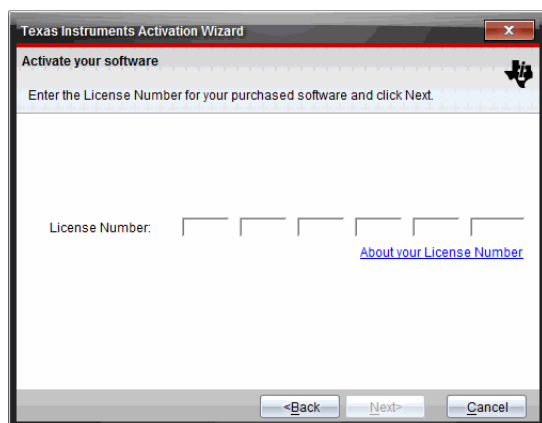 Texas Instruments Activation Wizard
Activate your software
Enter the License Number for your purchased software and click Next.
License Number:
About your License Number
<Back Next> Cancel